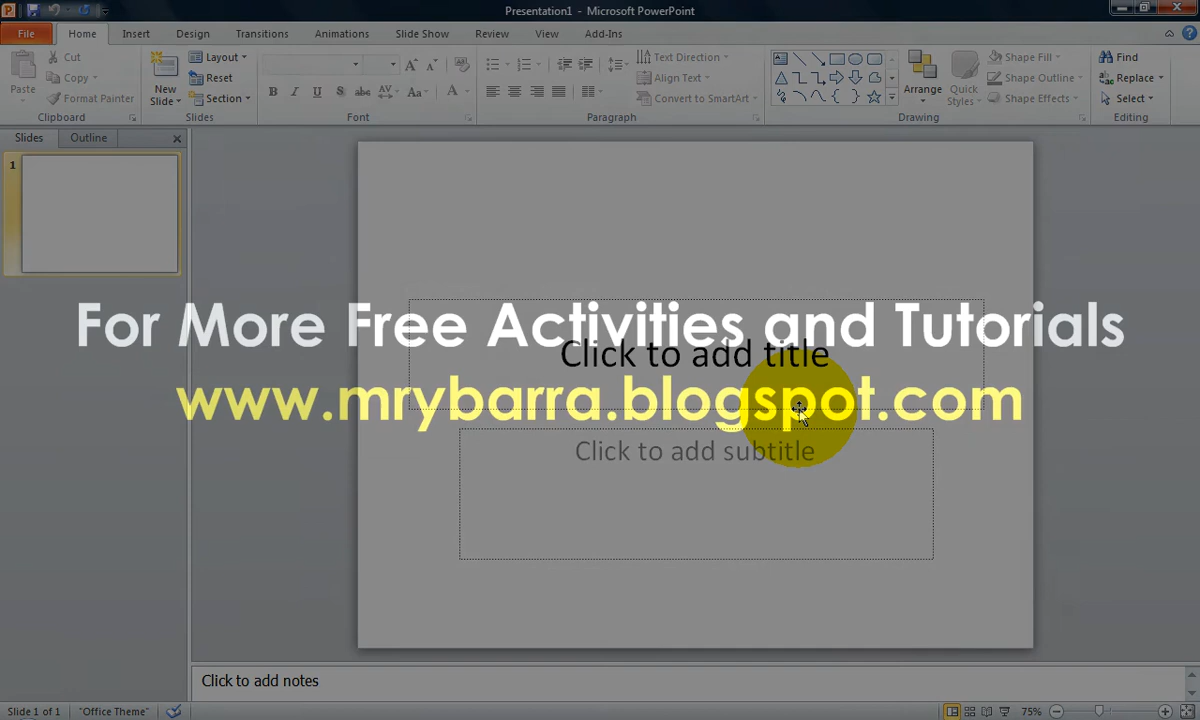 Presentation1 - Microsoft PowerPoint
File Home Insert Design Transitions Animations Slide Show Review View Add-Ins
Paste Cut Copy Format Painter Clipboard
New Slide Layout Reset Section Slides
Font
Text Direction Align Text Convert to SmartArt Paragraph
Arrange Quick Styles Shape Fill Shape Outline Shape Effects Drawing
Find Replace Select Editing
Slides Outline
1
For More Free Activities and Tutorials
Click to add title
www.mrybarra.blogspot.com
Click to add subtitle
Click to add notes
Slide 1 of 1 "Office Theme" 75%